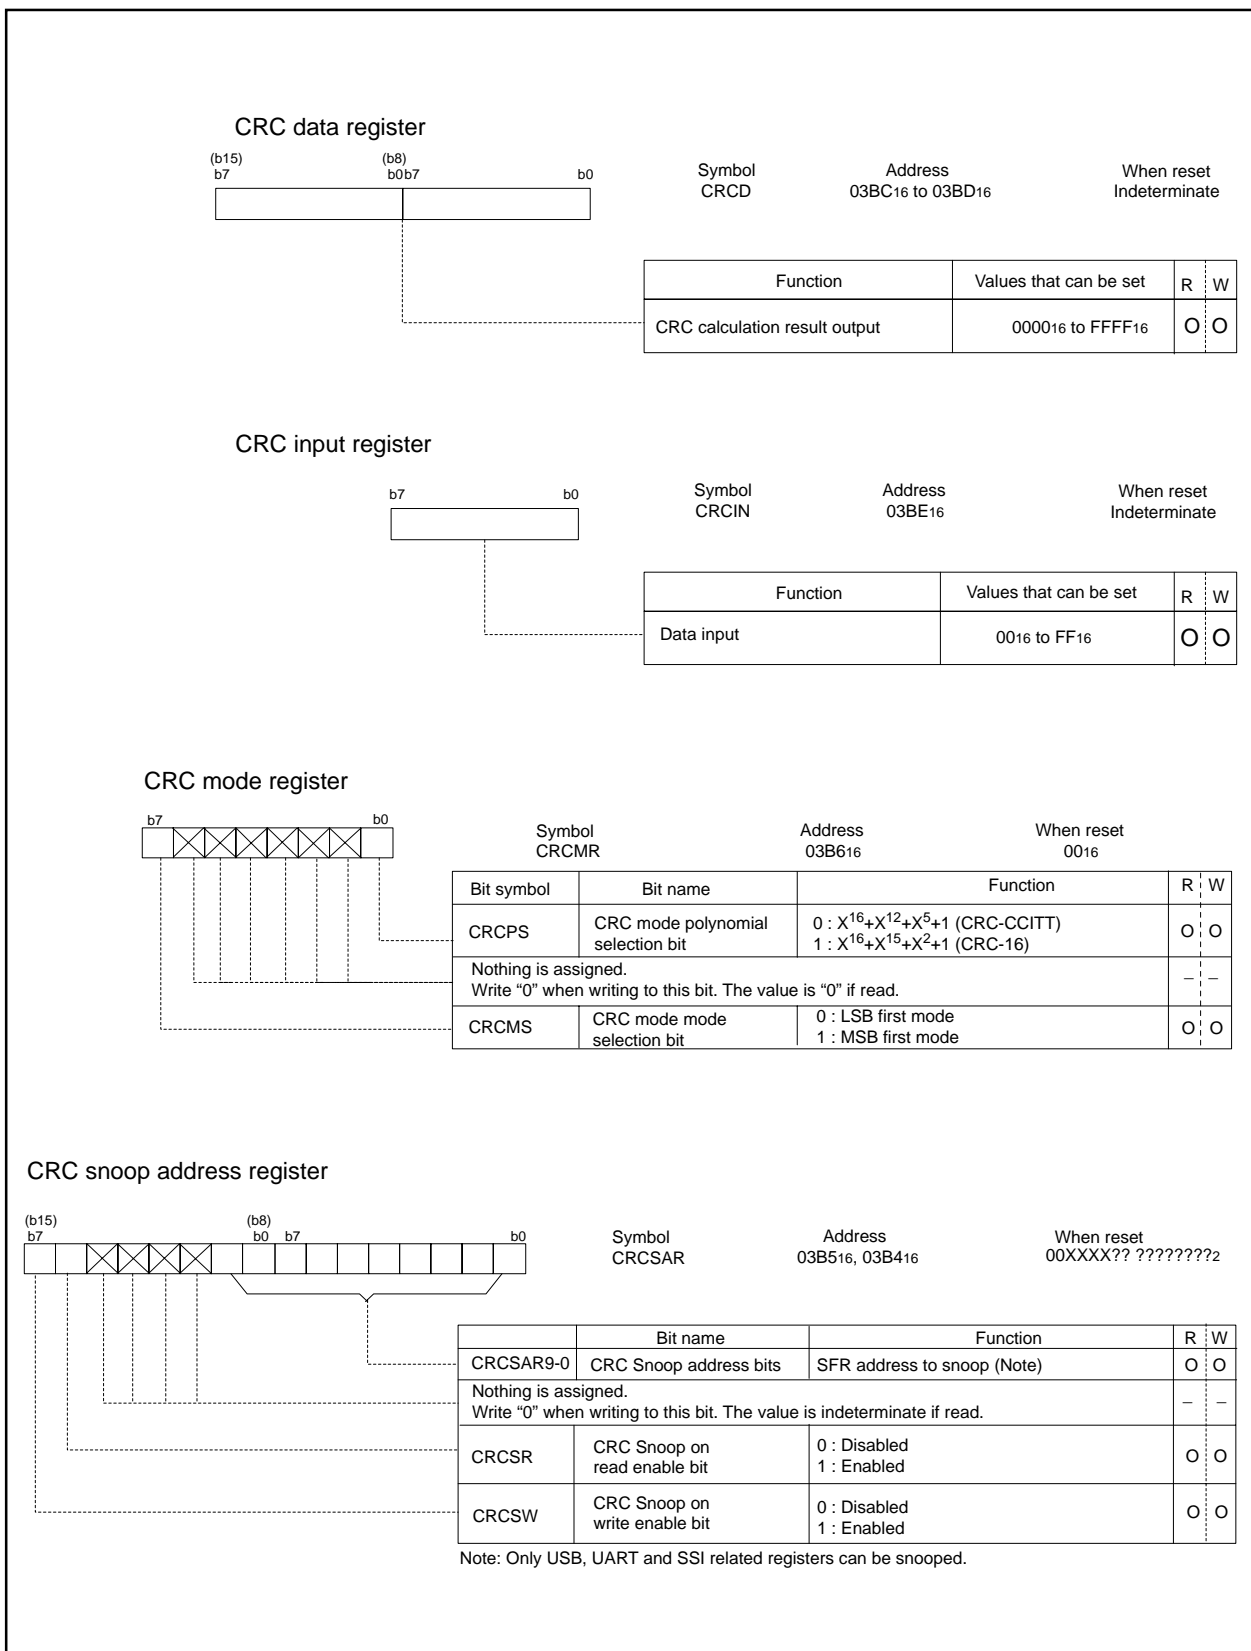 CRC data register
(b15) (b8)
b7 b0 b7 b0
Symbol Address When reset
CRCD 03BC16 to 03BD16 Indeterminate
Function Values that can be set R W
CRC calculation result output 000016 to FFFF16 O O
CRC input register
b7 b0
Symbol Address When reset
CRCIN 03BE16 Indeterminate
Function Values that can be set R W
Data input 0016 to FF16 O O
CRC mode register
b7 b0
Symbol Address When reset
CRCMR 03B616 0016
Bit symbol Bit name Function R W
CRCPS CRC mode polynomial selection bit 0 : X16+X12+X5+1 (CRC-CCITT) O O
1 : X16+X15+X2+1 (CRC-16)
Nothing is assigned.
Write “0” when writing to this bit. The value is “0” if read. – –
CRCMS CRC mode mode selection bit 0 : LSB first mode O O
1 : MSB first mode
CRC snoop address register
(b15) (b8)
b7 b0 b7 b0
Symbol Address When reset
CRCSAR 03B516, 03B416 00XXXX?? ????????2
Bit name Function R W
CRCSAR9-0 CRC Snoop address bits SFR address to snoop (Note) O O
Nothing is assigned.
Write “0” when writing to this bit. The value is indeterminate if read. – –
CRCSR CRC Snoop on read enable bit 0 : Disabled O O
1 : Enabled
CRCSW CRC Snoop on write enable bit 0 : Disabled O O
1 : Enabled
Note: Only USB, UART and SSI related registers can be snooped.